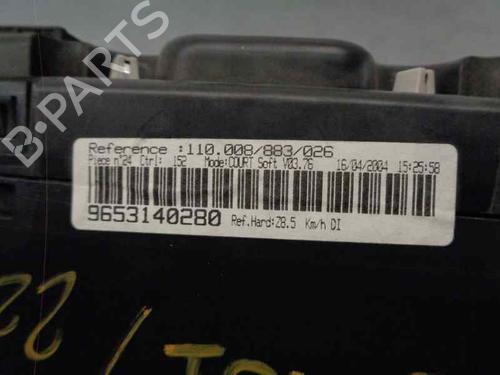 Reference :110.008/883/026
Piece n°24 Ctrl: 152 Mode:COURT Soft V03.76 16/04/2004 15:25:58
9653140280 Ref.Hard:Z8.5 Km/h DI
B-PARTS